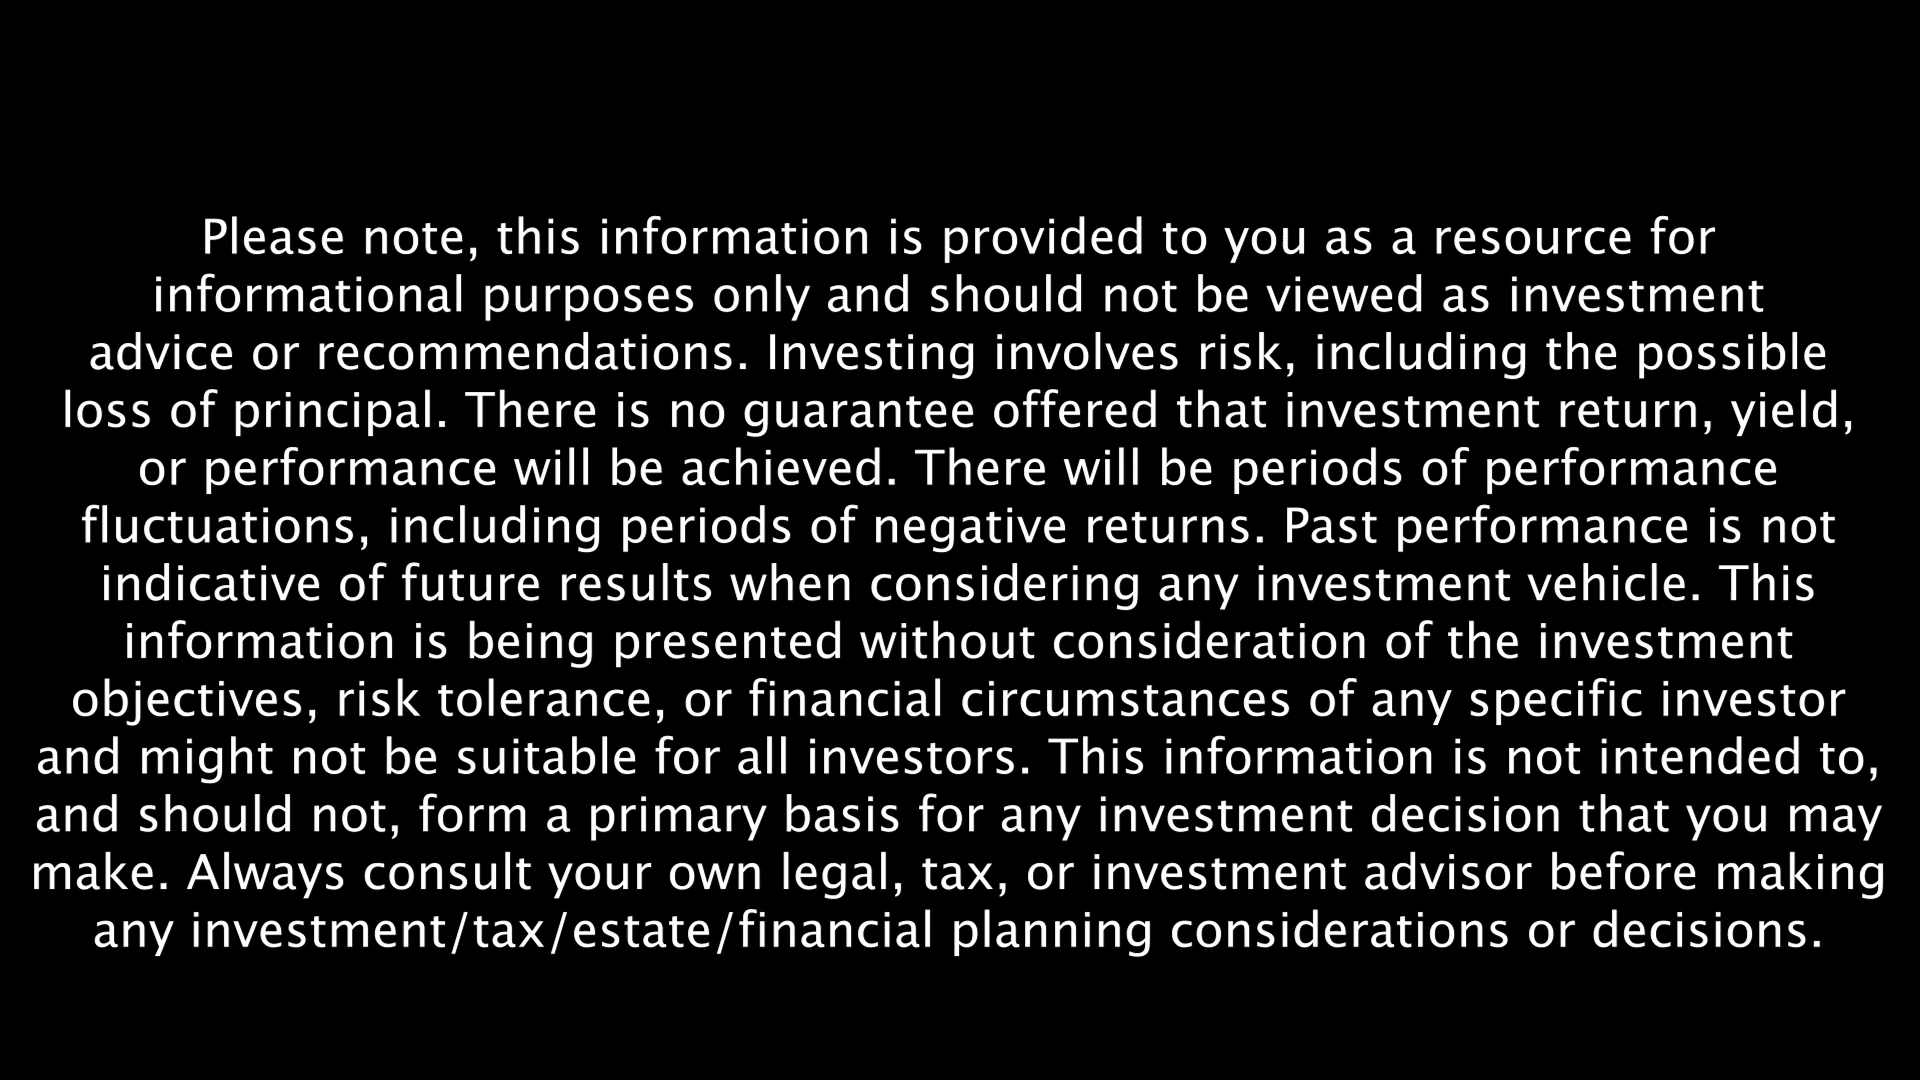 Please note, this information is provided to you as a resource for
informational purposes only and should not be viewed as investment
advice or recommendations. Investing involves risk, including the possible
loss of principal. There is no guarantee offered that investment return, yield,
or performance will be achieved. There will be periods of performance
fluctuations, including periods of negative returns. Past performance is not
indicative of future results when considering any investment vehicle. This
information is being presented without consideration of the investment
objectives, risk tolerance, or financial circumstances of any specific investor
and might not be suitable for all investors. This information is not intended to,
and should not, form a primary basis for any investment decision that you may
make. Always consult your own legal, tax, or investment advisor before making
any investment/tax/estate/financial planning considerations or decisions.